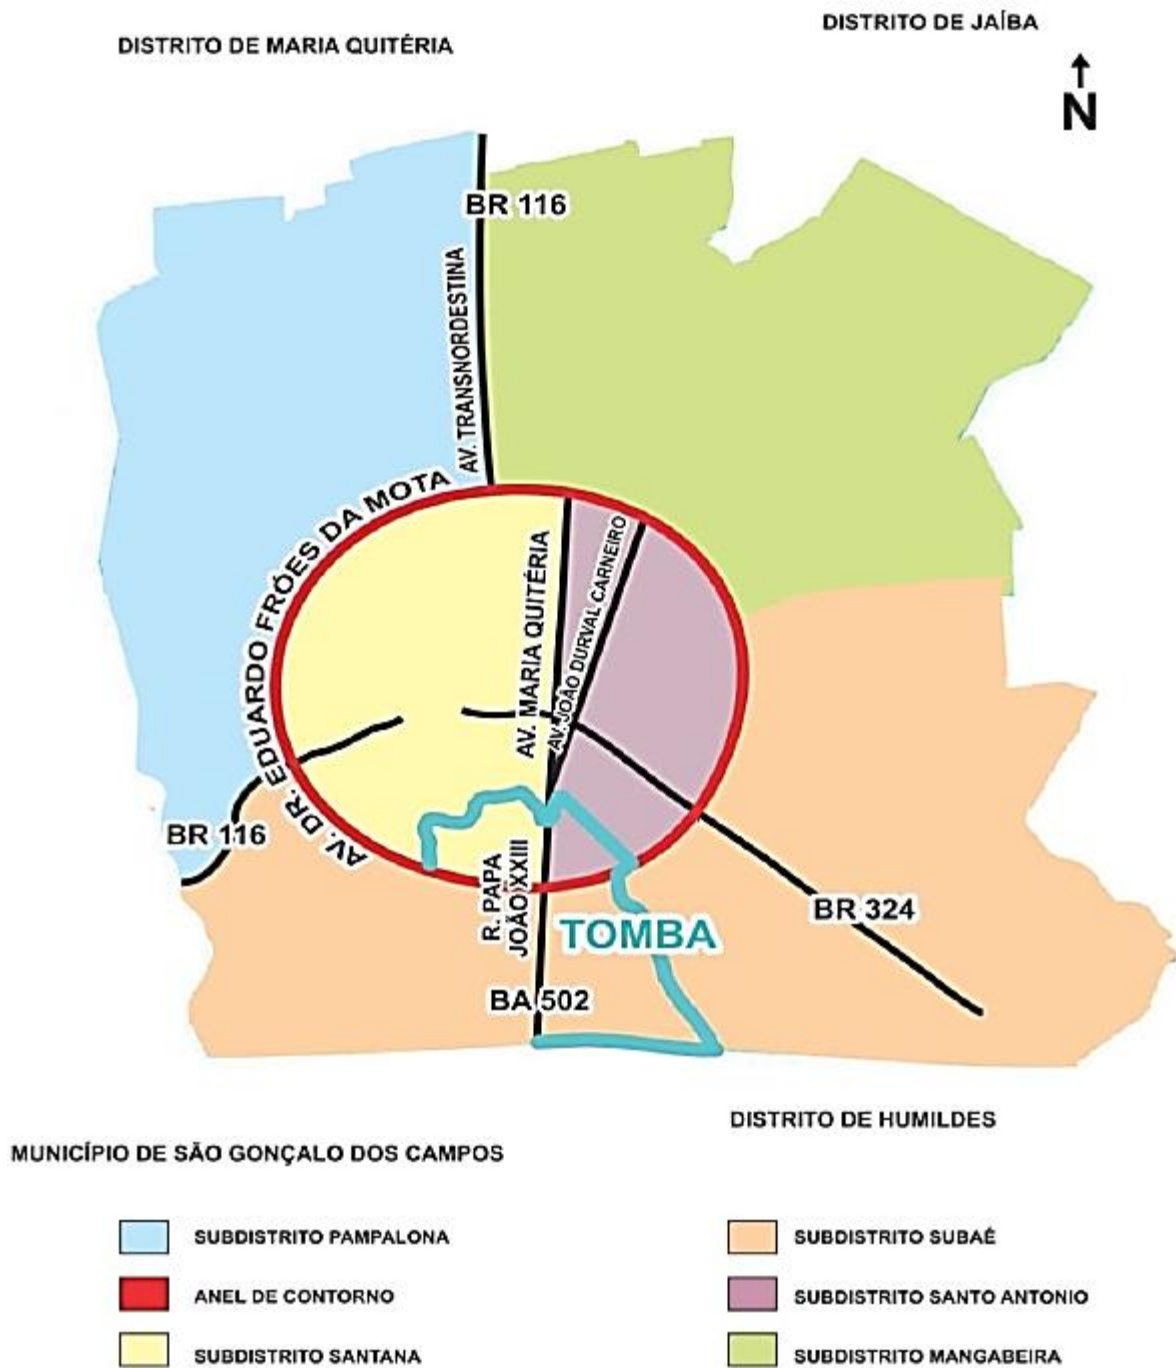 DISTRITO DE JAÍBA
DISTRITO DE MARIA QUITÉRIA
N
BR 116
AV. TRANSNORDESTINA
AV. DR. EDUARDO FRÓES DA MOTA
AV. MARIA QUITÉRIA
AV. JOÃO DURVAL CARNEIRO
BR 116
R. PAPA
JOÃO XXIII
TOMBA
BR 324
BA 502
DISTRITO DE HUMILDES
MUNICÍPIO DE SÃO GONÇALO DOS CAMPOS
SUBDISTRITO PAMPALONA
SUBDISTRITO SUBAÉ
ANEL DE CONTORNO
SUBDISTRITO SANTO ANTONIO
SUBDISTRITO SANTANA
SUBDISTRITO MANGABEIRA